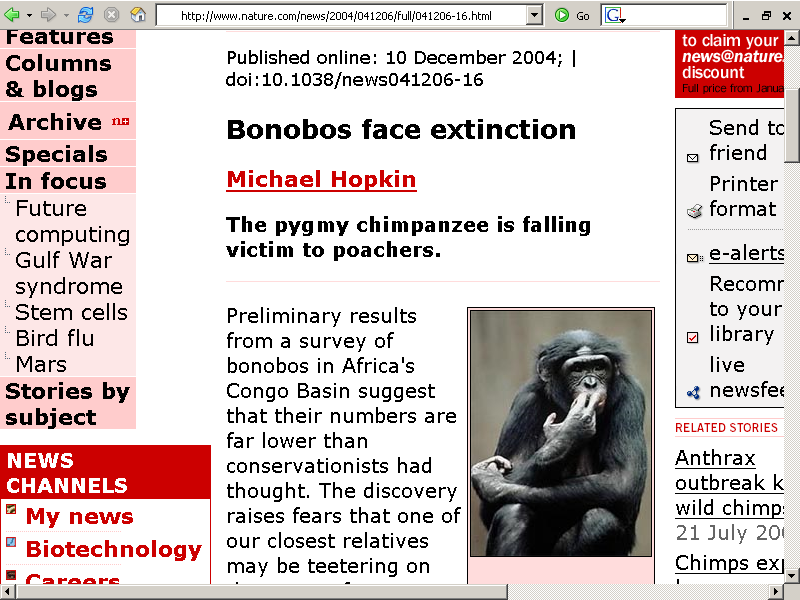 http://www.nature.com/news/2004/041206/full/041206-16.html
Go
G
Features
Columns
& blogs
Archive
Specials
In focus
Future
computing
Gulf War
syndrome
Stem cells
Bird flu
Mars
Stories by
subject
NEWS
CHANNELS
My news
Biotechnology
Careers
Published online: 10 December 2004; |
doi:10.1038/news041206-16
Bonobos face extinction
Michael Hopkin
The pygmy chimpanzee is falling
victim to poachers.
Preliminary results
from a survey of
bonobos in Africa's
Congo Basin suggest
that their numbers are
far lower than
conservationists had
thought. The discovery
raises fears that one of
our closest relatives
may be teetering on
to claim your
news@nature.
discount
Full price from Janua
Send to
friend
Printer
format
e-alerts
Recomm
to your
library
live
newsfee
RELATED STORIES
Anthrax
outbreak k
wild chimps
21 July 200
Chimps exp